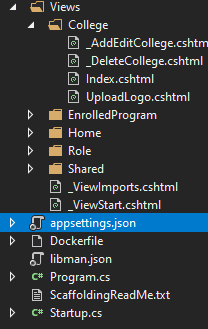 Views
College
_AddEditCollege.cshtml
_DeleteCollege.cshtml
Index.cshtml
UploadLogo.cshtml
EnrolledProgram
Home
Role
Shared
_ViewImports.cshtml
_ViewStart.cshtml
appsettings.json
Dockerfile
libman.json
C# Program.cs
ScaffoldingReadMe.txt
C# Startup.cs